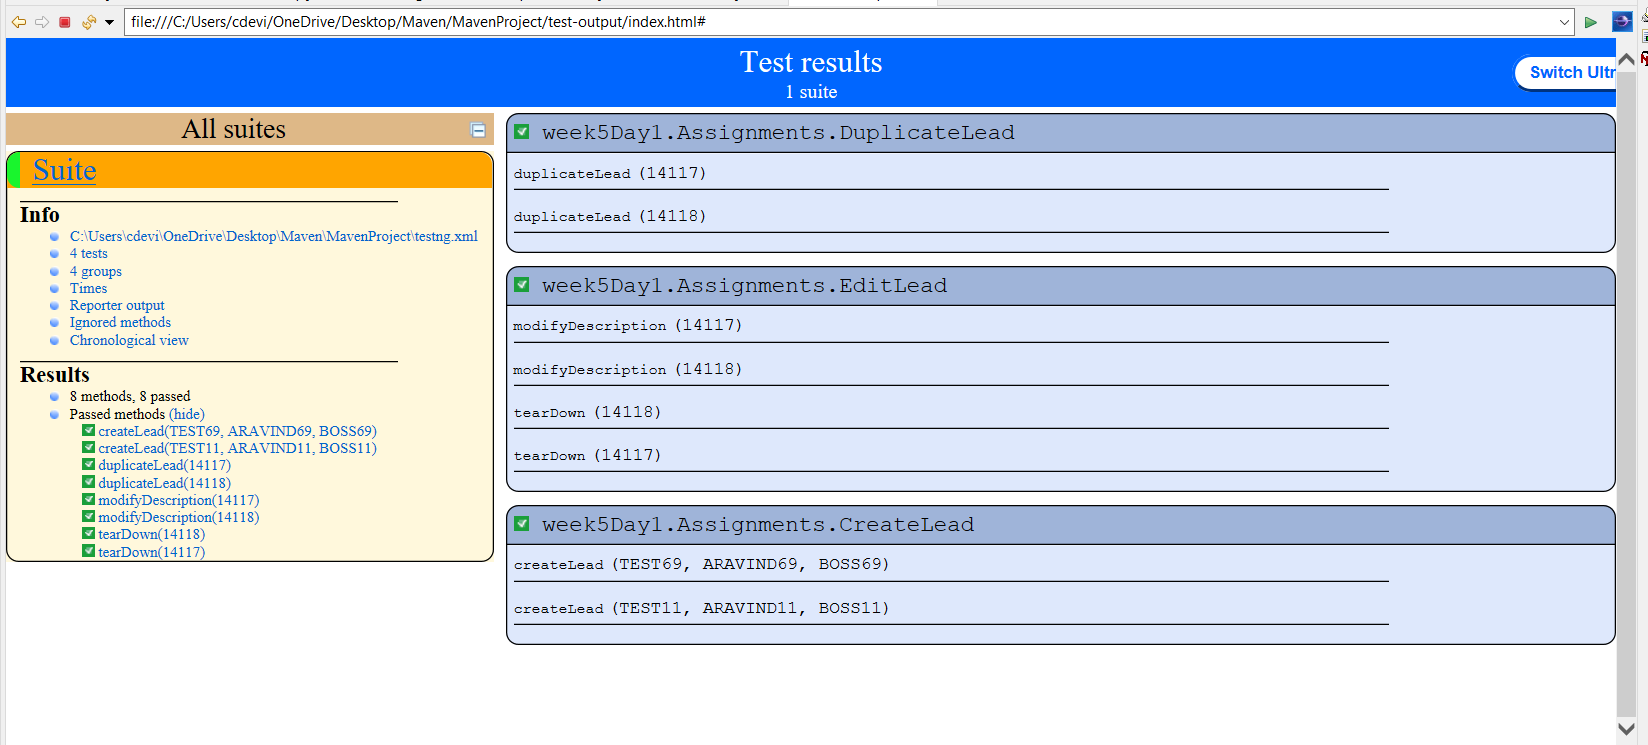 file:///C:/Users/cdevi/OneDrive/Desktop/Maven/MavenProject/test-output/index.html#
Test results
1 suite
Switch Ultr
All suites
Suite
Info
C:\Users\cdevi\OneDrive\Desktop\Maven\MavenProject\testng.xml
4 tests
4 groups
Times
Reporter output
Ignored methods
Chronological view
Results
8 methods, 8 passed
Passed methods (hide)
createLead(TEST69, ARAVIND69, BOSS69)
createLead(TEST11, ARAVIND11, BOSS11)
duplicateLead(14117)
duplicateLead(14118)
modifyDescription(14117)
modifyDescription(14118)
tearDown(14118)
tearDown(14117)
week5Day1.Assignments.DuplicateLead
duplicateLead (14117)
duplicateLead (14118)
week5Day1.Assignments.EditLead
modifyDescription (14117)
modifyDescription (14118)
tearDown (14118)
tearDown (14117)
week5Day1.Assignments.CreateLead
createLead (TEST69, ARAVIND69, BOSS69)
createLead (TEST11, ARAVIND11, BOSS11)